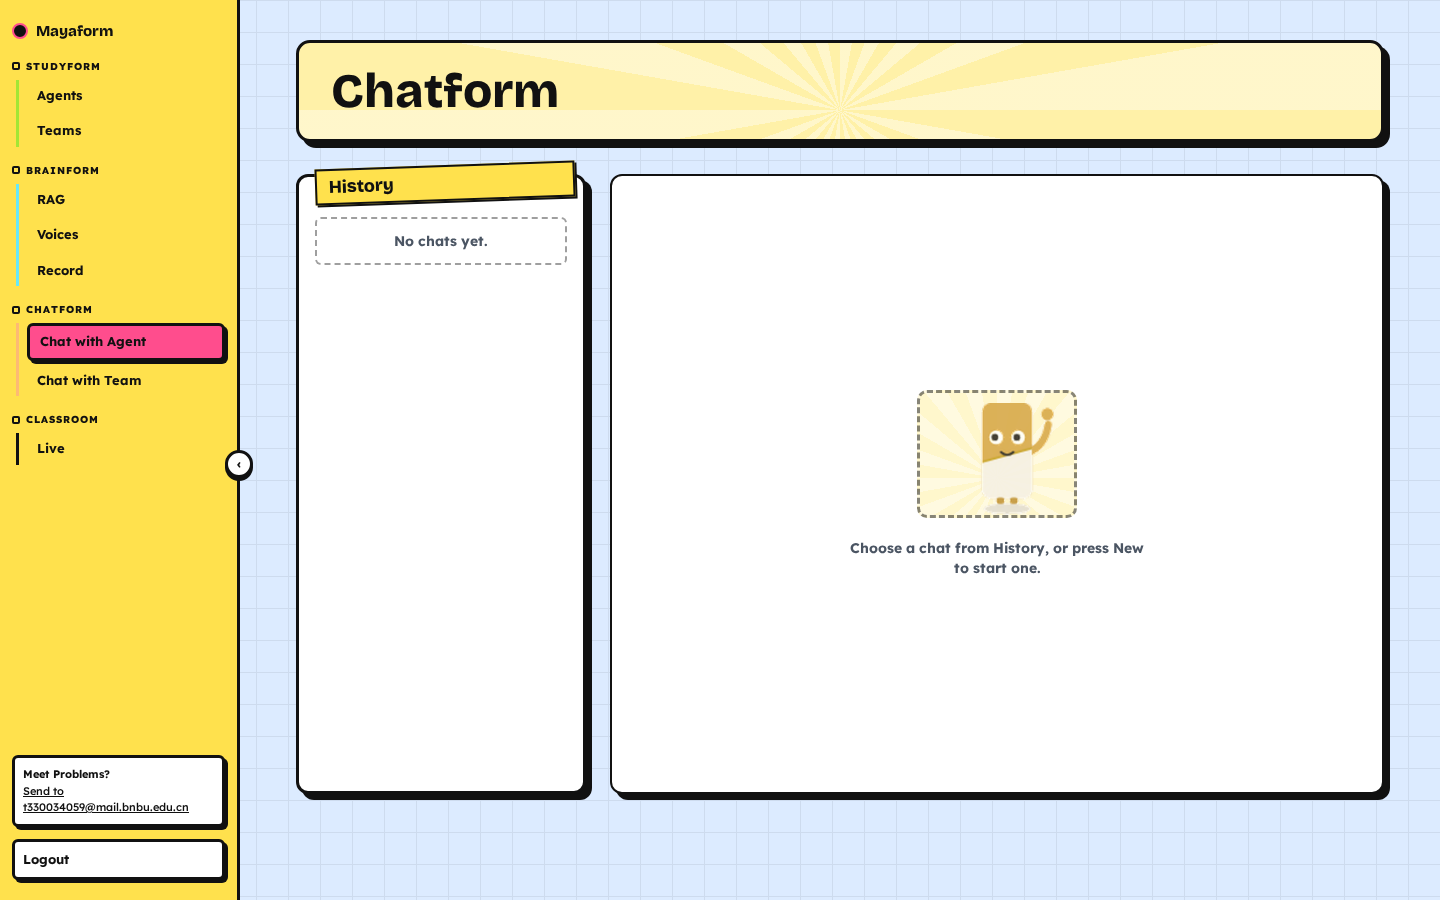 Mayaform
STUDYFORM
Agents
Teams
BRAINFORM
RAG
Voices
Record
CHATFORM
Chat with Agent
Chat with Team
CLASSROOM
Live
Meet Problems?
Send to
t330034059@mail.bnbu.edu.cn
Logout
‹
Chatform
History
No chats yet.
Choose a chat from History, or press New
to start one.